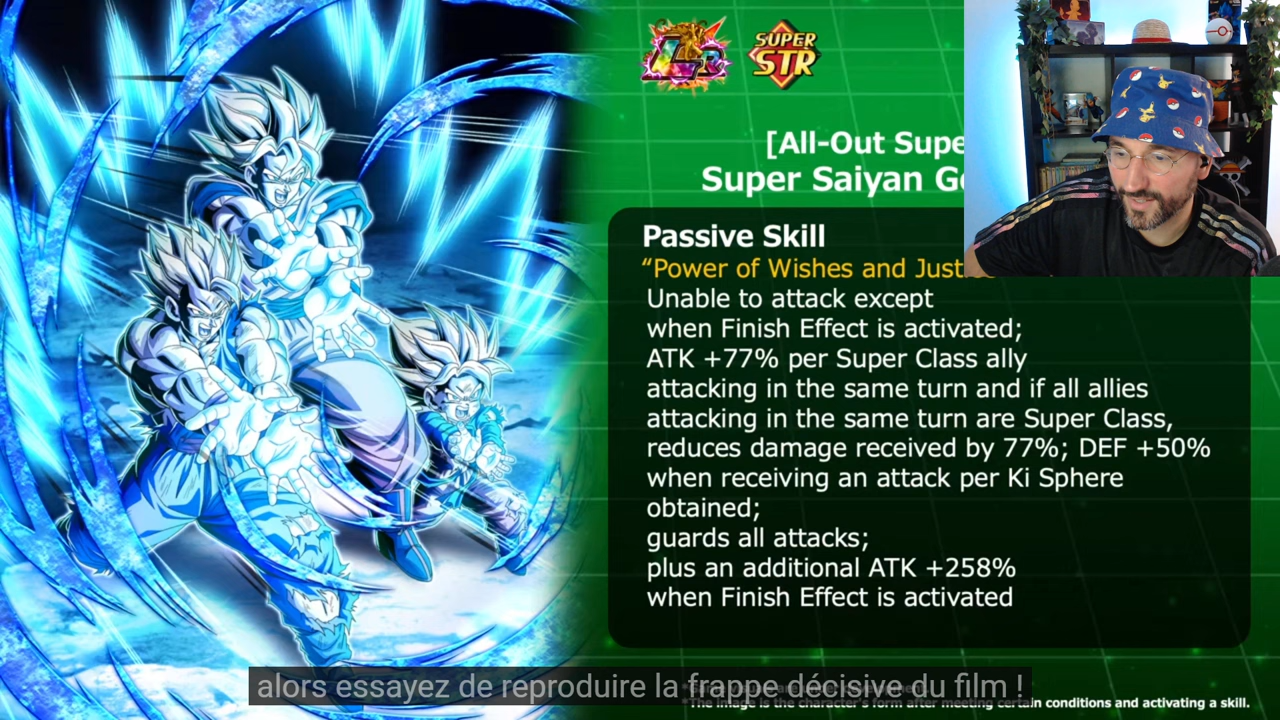 LR
SUPER
STR
[All-Out Supe
Super Saiyan Go
Passive Skill
“Power of Wishes and Just
Unable to attack except
when Finish Effect is activated;
ATK +77% per Super Class ally
attacking in the same turn and if all allies
attacking in the same turn are Super Class,
reduces damage received by 77%; DEF +50%
when receiving an attack per Ki Sphere
obtained;
guards all attacks;
plus an additional ATK +258%
when Finish Effect is activated
alors essayez de reproduire la frappe décisive du film !
*The image is the character's form after meeting certain conditions and activating a skill.